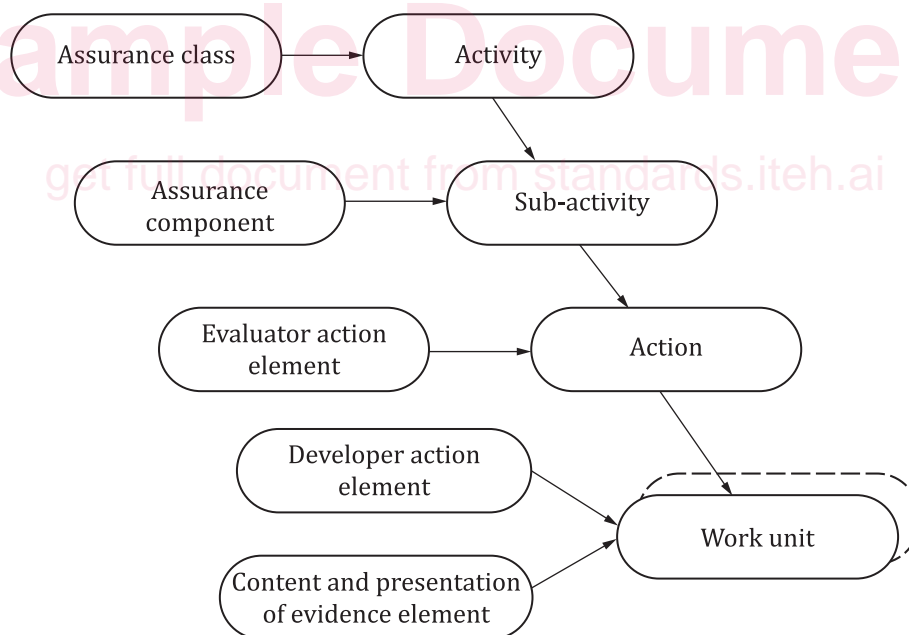 ample Docume
Assurance class
Activity
get full document from standards.iteh.ai
Assurance
component
Sub-activity
Evaluator action
element
Action
Developer action
element
Work unit
Content and presentation
of evidence element